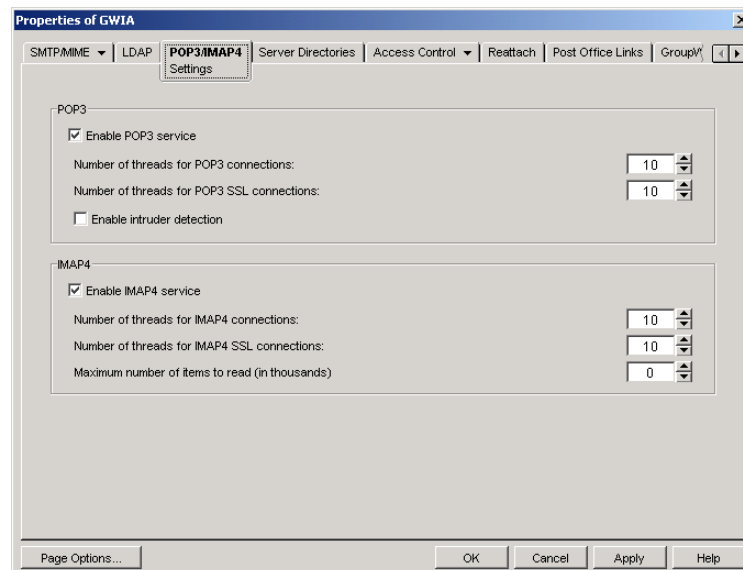 Properties of GWIA
SMTP/MIME LDAP POP3/IMAP4 Server Directories Access Control Reattach Post Office Links GroupW
Settings
POP3
Enable POP3 service
Number of threads for POP3 connections: 10
Number of threads for POP3 SSL connections: 10
Enable intruder detection
IMAP4
Enable IMAP4 service
Number of threads for IMAP4 connections: 10
Number of threads for IMAP4 SSL connections: 10
Maximum number of items to read (in thousands) 0
Page Options... OK Cancel Apply Help